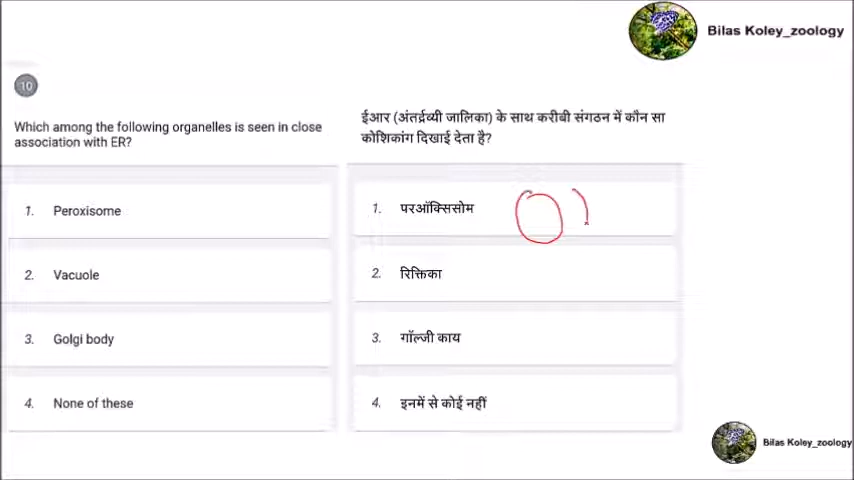 Bilas Koley_zoology
10
Which among the following organelles is seen in close
association with ER?
1. Peroxisome
2. Vacuole
3. Golgi body
4. None of these
ईआर (अंतर्द्रव्यी जालिका) के साथ करीबी संगठन में कौन सा
कोशिकांग दिखाई देता है?
1. परऑक्सिसोम
2. रिक्तिका
3. गॉल्जी काय
4. इनमें से कोई नहीं
Bilas Koley_zoology